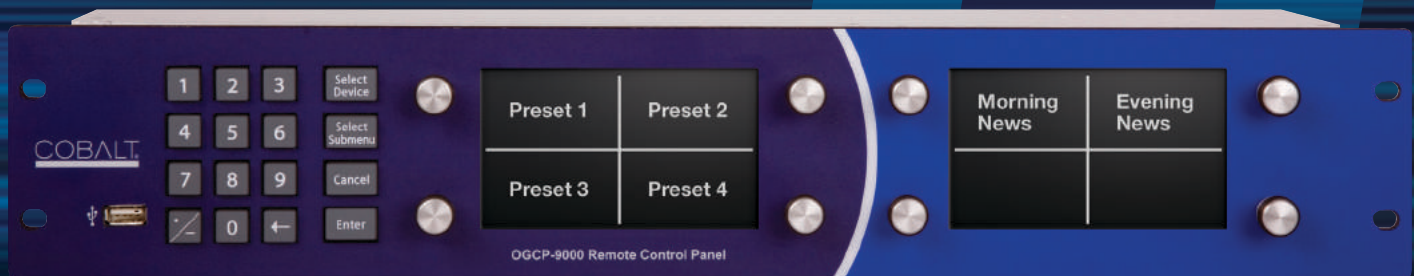 COBALT
1 2 3 Select
Device
4 5 6 Select
Submenu
7 8 9 Cancel
0 ← Enter
Preset 1 Preset 2
Preset 3 Preset 4
OGCP-9000 Remote Control Panel
Morning
News
Evening
News